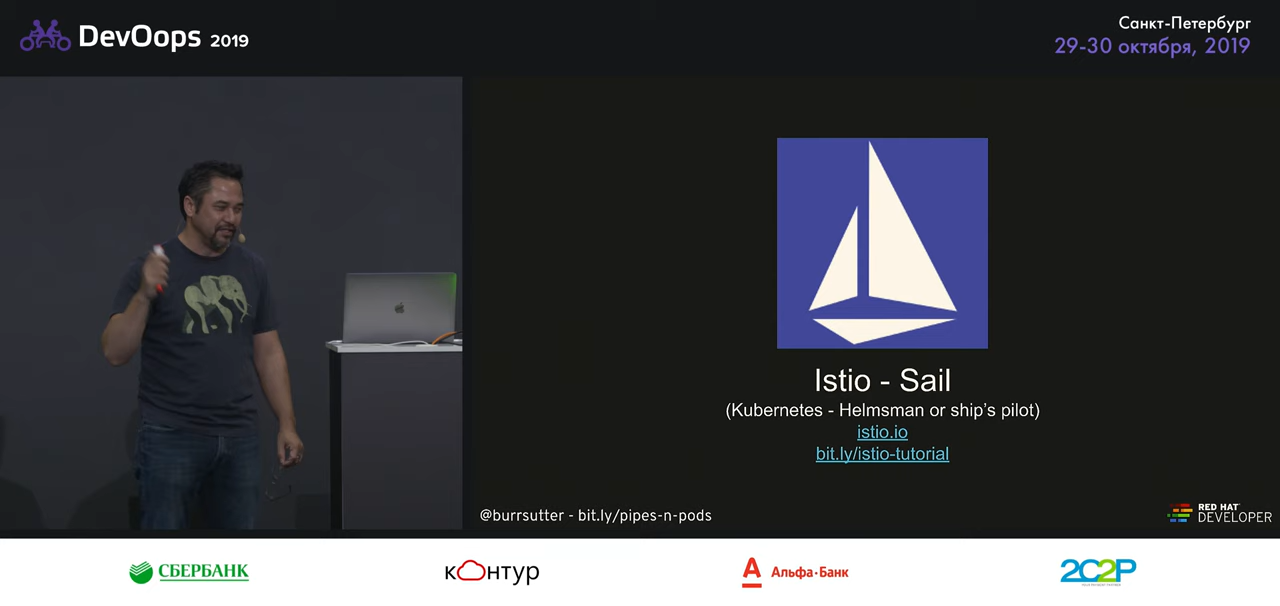 DevOops 2019
Санкт-Петербург
29-30 октября, 2019
Istio - Sail
(Kubernetes - Helmsman or ship's pilot)
istio.io
bit.ly/istio-tutorial
@burrsutter - bit.ly/pipes-n-pods
RED HAT
DEVELOPER
СБЕРБАНК
контур
Альфа·Банк
2C2P